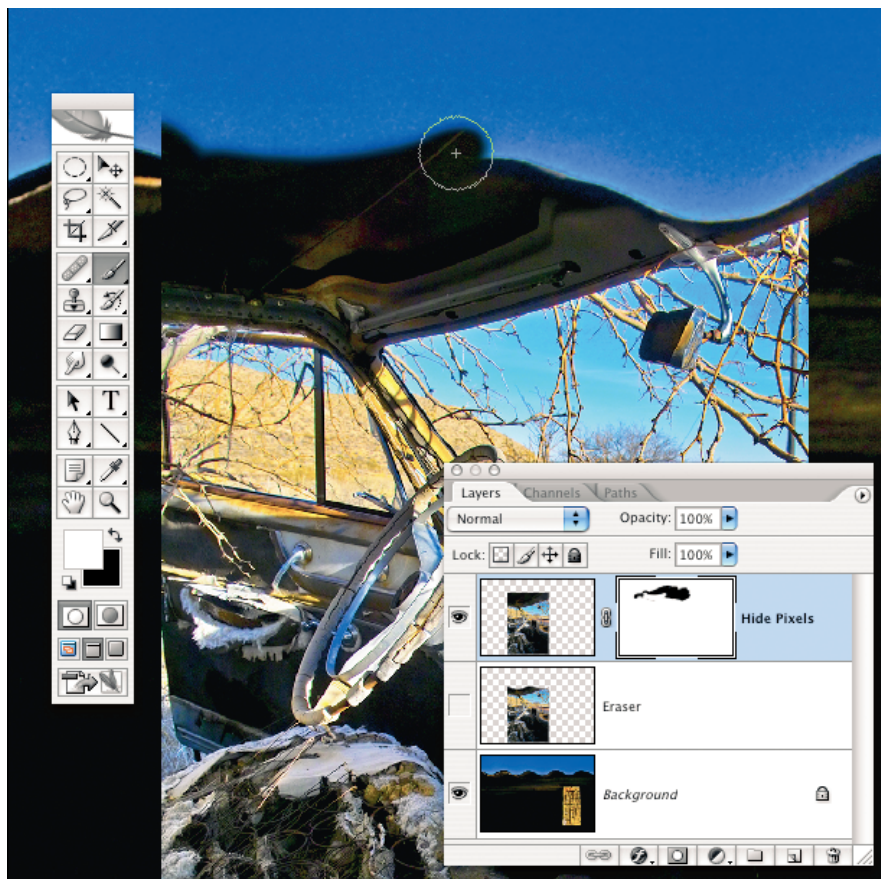 Layers Channels Paths
Normal Opacity: 100%
Lock: Fill: 100%
Hide Pixels
Eraser
Background